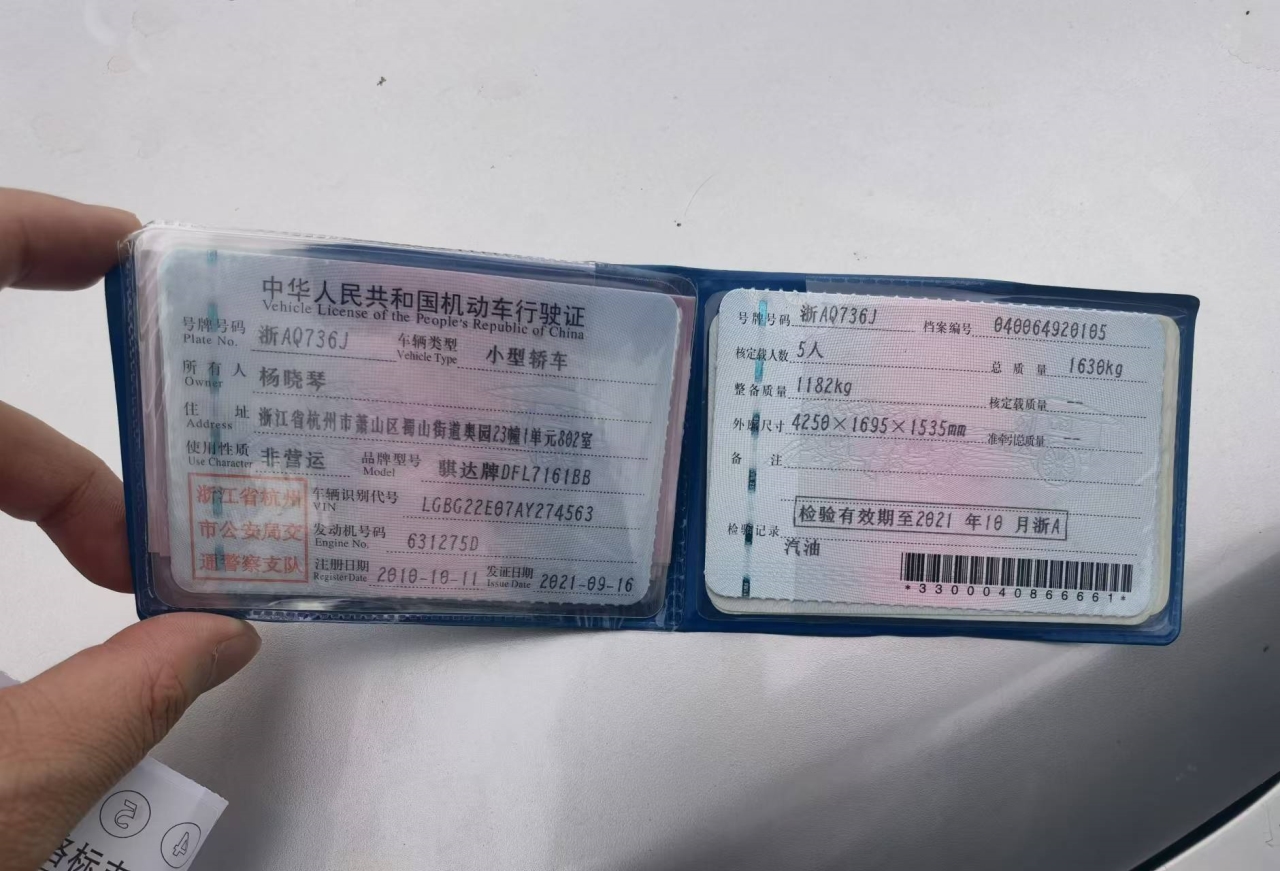 中华人民共和国机动车行驶证
Vehicle License of the People's Republic of China
号牌号码 浙AQ736J 车辆类型 小型轿车
Plate No. Vehicle Type
所有人 杨晓琴
Owner
住址 浙江省杭州市萧山区蜀山街道奥园23幢1单元802室
Address
使用性质 非营运 品牌型号 骐达牌DFL7161BB
Use Character Model
浙江省杭州
市公安局交
通警察支队
车辆识别代号 LGBG22E07AY274563
VIN
发动机号码 631275D
Engine No.
注册日期 2010-10-11 发证日期 2021-09-16
Register Date Issue Date
号牌号码 浙AQ736J 档案编号 040064920105
核定载人数 5人 总质量 1630kg
整备质量 1182kg 核定载质量 —
外廓尺寸 4250×1695×1535mm 准牵引总质量 —
备注
检验有效期至2021 年10 月浙A
检验记录
汽油
*3300040866661*
⑤
④